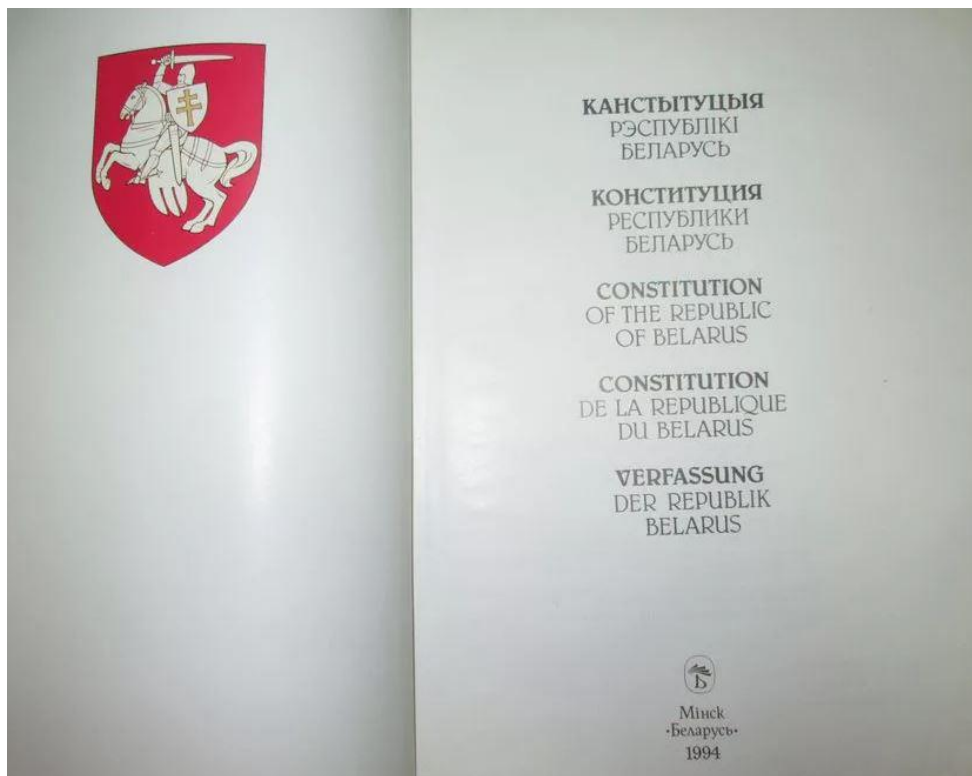 КАНСТЫТУЦЫЯ
РЭСПУБЛІКІ
БЕЛАРУСЬ
КОНСТИТУЦИЯ
РЕСПУБЛИКИ
БЕЛАРУСЬ
CONSTITUTION
OF THE REPUBLIC
OF BELARUS
CONSTITUTION
DE LA REPUBLIQUE
DU BELARUS
VERFASSUNG
DER REPUBLIK
BELARUS
Б
Мінск
«Беларусь»
1994